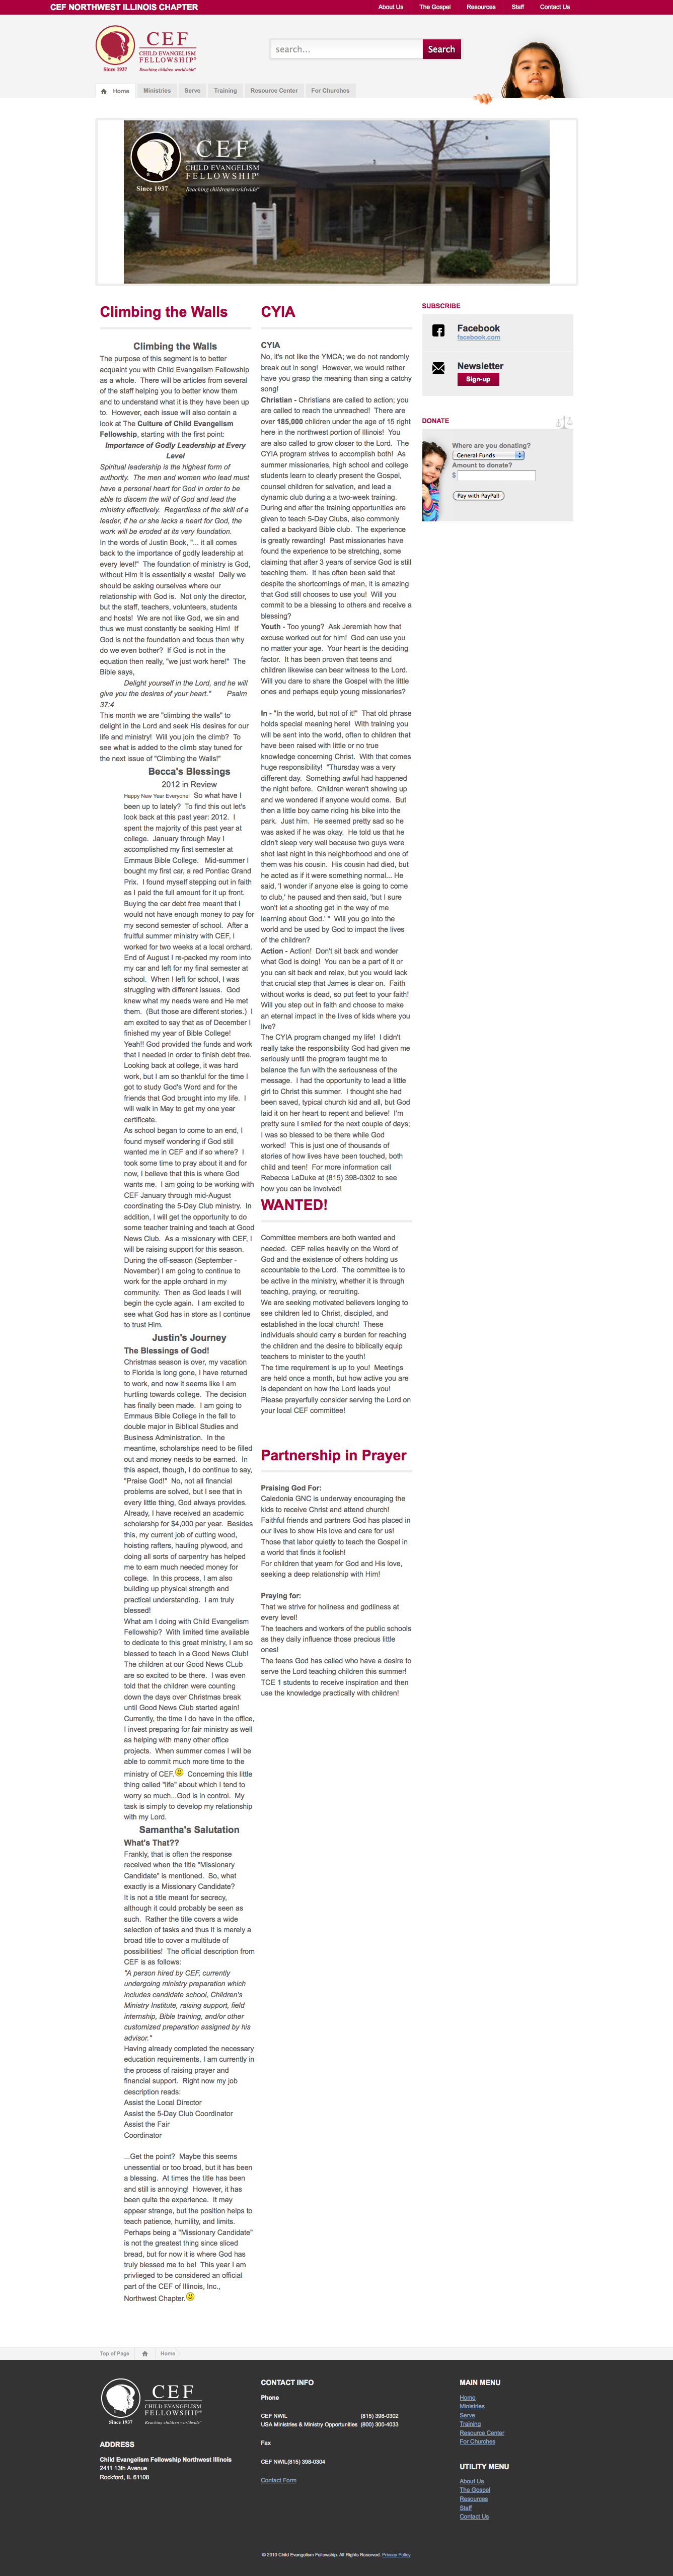 CEF NORTHWEST ILLINOIS CHAPTER
About Us
The Gospel
Resources
Staff
Contact Us
CEF
CHILD EVANGELISM
FELLOWSHIP®
Since 1937
Reaching children worldwide®
search...
Search
Home
Ministries
Serve
Training
Resource Center
For Churches
CEF
CHILD EVANGELISM
FELLOWSHIP®
Since 1937
Reaching children worldwide®
Climbing the Walls
Climbing the Walls
The purpose of this segment is to better
acquaint you with Child Evangelism Fellowship
as a whole. There will be articles from several
of the staff helping you to better know them
and to understand what it is they have been up
to. However, each issue will also contain a
look at The Culture of Child Evangelism
Fellowship, starting with the first point:
Importance of Godly Leadership at Every
Level
Spiritual leadership is the highest form of
authority. The men and women who lead must
have a personal heart for God in order to be
able to discern the will of God and lead the
ministry effectively. Regardless of the skill of a
leader, if he or she lacks a heart for God, the
work will be eroded at its very foundation.
In the words of Justin Book, "... it all comes
back to the importance of godly leadership at
every level!" The foundation of ministry is God,
without Him it is essentially a waste! Daily we
should be asking ourselves where our
relationship with God is. Not only the director,
but the staff, teachers, volunteers, students
and hosts! We are not like God, we sin and
thus we must constantly be seeking Him! If
God is not the foundation and focus then why
do we even bother? If God is not in the
equation then really, "we just work here!" The
Bible says,
Delight yourself in the Lord, and he will
give you the desires of your heart." Psalm
37:4
This month we are "climbing the walls" to
delight in the Lord and seek His desires for our
life and ministry! Will you join the climb? To
see what is added to the climb stay tuned for
the next issue of "Climbing the Walls!"
Becca's Blessings
2012 in Review
Happy New Year Everyone! So what have I
been up to lately? To find this out let's
look back at this past year: 2012. I
spent the majority of this past year at
college. January through May I
accomplished my first semester at
Emmaus Bible College. Mid-summer I
bought my first car, a red Pontiac Grand
Prix. I found myself stepping out in faith
as I paid the full amount for it up front.
Buying the car debt free meant that I
would not have enough money to pay for
my second semester of school. After a
fruitful summer ministry with CEF, I
worked for two weeks at a local orchard.
End of August I re-packed my room into
my car and left for my final semester at
school. When I left for school, I was
struggling with different issues. God
knew what my needs were and He met
them. (But those are different stories.) I
am excited to say that as of December I
finished my year of Bible College!
Yeah!! God provided the funds and work
that I needed in order to finish debt free.
Looking back at college, it was hard
work, but I am so thankful for the time I
got to study God's Word and for the
friends that God brought into my life. I
will walk in May to get my one year
certificate.
As school began to come to an end, I
found myself wondering if God still
wanted me in CEF and if so where? I
took some time to pray about it and for
now, I believe that this is where God
wants me. I am going to be working with
CEF January through mid-August
coordinating the 5-Day Club ministry. In
addition, I will get the opportunity to do
some teacher training and teach at Good
News Club. As a missionary with CEF, I
will be raising support for this season.
During the off-season (September -
November) I am going to continue to
work for the apple orchard in my
community. Then as God leads I will
begin the cycle again. I am excited to
see what God has in store as I continue
to trust Him.
Justin's Journey
The Blessings of God!
Christmas season is over, my vacation
to Florida is long gone, I have returned
to work, and now it seems like I am
hurtling towards college. The decision
has finally been made. I am going to
Emmaus Bible College in the fall to
double major in Biblical Studies and
Business Administration. In the
meantime, scholarships need to be filled
out and money needs to be earned. In
this aspect, though, I do continue to say,
"Praise God!" No, not all financial
problems are solved, but I see that in
every little thing, God always provides.
Already, I have received an academic
scholarshp for $4,000 per year. Besides
this, my current job of cutting wood,
hoisting rafters, hauling plywood, and
doing all sorts of carpentry has helped
me to earn much needed money for
college. In this process, I am also
building up physical strength and
practical understanding. I am truly
blessed!
What am I doing with Child Evangelism
Fellowship? With limited time available
to dedicate to this great ministry, I am so
blessed to teach in a Good News Club!
The children at our Good News CLub
are so excited to be there. I was even
told that the children were counting
down the days over Christmas break
until Good News Club started again!
Currently, the time I do have in the office,
I invest preparing for fair ministry as well
as helping with many other office
projects. When summer comes I will be
able to commit much more time to the
ministry of CEF. Concerning this little
thing called "life" about which I tend to
worry so much...God is in control. My
task is simply to develop my relationship
with my Lord.
Samantha's Salutation
What's That??
Frankly, that is often the response
received when the title "Missionary
Candidate" is mentioned. So, what
exactly is a Missionary Candidate?
It is not a title meant for secrecy,
although it could probably be seen as
such. Rather the title covers a wide
selection of tasks and thus it is merely a
broad title to cover a multitude of
possibilities! The official description from
CEF is as follows:
"A person hired by CEF, currently
undergoing ministry preparation which
includes candidate school, Children's
Ministry Institute, raising support, field
internship, Bible training, and/or other
customized preparation assigned by his
advisor."
Having already completed the necessary
education requirements, I am currently in
the process of raising prayer and
financial support. Right now my job
description reads:
Assist the Local Director
Assist the 5-Day Club Coordinator
Assist the Fair
Coordinator
...Get the point? Maybe this seems
unessential or too broad, but it has been
a blessing. At times the title has been
and still is annoying! However, it has
been quite the experience. It may
appear strange, but the position helps to
teach patience, humility, and limits.
Perhaps being a "Missionary Candidate"
is not the greatest thing since sliced
bread, but for now it is where God has
truly blessed me to be! This year I am
privlieged to be considered an official
part of the CEF of Illinois, Inc.,
Northwest Chapter.
CYIA
CYIA
No, it's not like the YMCA; we do not randomly
break out in song! However, we would rather
have you grasp the meaning than sing a catchy
song!
Christian - Christians are called to action; you
are called to reach the unreached! There are
over 185,000 children under the age of 15 right
here in the northwest portion of Illinois! You
are also called to grow closer to the Lord. The
CYIA program strives to accomplish both! As
summer missionaries, high school and college
students learn to clearly present the Gospel,
counsel children for salvation, and lead a
dynamic club during a a two-week training.
During and after the training opportunities are
given to teach 5-Day Clubs, also commonly
called a backyard Bible club. The experience
is greatly rewarding! Past missionaries have
found the experience to be stretching, some
claiming that after 3 years of service God is still
teaching them. It has often been said that
despite the shortcomings of man, it is amazing
that God still chooses to use you! Will you
commit to be a blessing to others and receive a
blessing?
Youth - Too young? Ask Jeremiah how that
excuse worked out for him! God can use you
no matter your age. Your heart is the deciding
factor. It has been proven that teens and
children likewise can bear witness to the Lord.
Will you dare to share the Gospel with the little
ones and perhaps equip young missionaries?
In - "In the world, but not of it!" That old phrase
holds special meaning here! With training you
will be sent into the world, often to children that
have been raised with little or no true
knowledge concerning Christ. With that comes
huge responsibility! "Thursday was a very
different day. Something awful had happened
the night before. Children weren't showing up
and we wondered if anyone would come. But
then a little boy came riding his bike into the
park. Just him. He seemed pretty sad so he
was asked if he was okay. He told us that he
didn't sleep very well because two guys were
shot last night in this neighborhood and one of
them was his cousin. His cousin had died, but
he acted as if it were something normal... He
said, 'I wonder if anyone else is going to come
to club,' he paused and then said, 'but I sure
won't let a shooting get in the way of me
learning about God.' " Will you go into the
world and be used by God to impact the lives
of the children?
Action - Action! Don't sit back and wonder
what God is doing! You can be a part of it or
you can sit back and relax, but you would lack
that crucial step that James is clear on. Faith
without works is dead, so put feet to your faith!
Will you step out in faith and choose to make
an eternal impact in the lives of kids where you
live?
The CYIA program changed my life! I didn't
really take the responsibility God had given me
seriously until the program taught me to
balance the fun with the seriousness of the
message. I had the opportunity to lead a little
girl to Christ this summer. I thought she had
been saved, typical church kid and all, but God
laid it on her heart to repent and believe! I'm
pretty sure I smiled for the next couple of days;
I was so blessed to be there while God
worked! This is just one of thousands of
stories of how lives have been touched, both
child and teen! For more information call
Rebecca LaDuke at (815) 398-0302 to see
how you can be involved!
WANTED!
Committee members are both wanted and
needed. CEF relies heavily on the Word of
God and the existence of others holding us
accountable to the Lord. The committee is to
be active in the ministry, whether it is through
teaching, praying, or recruiting.
We are seeking motivated believers longing to
see children led to Christ, discipled, and
established in the local church! These
individuals should carry a burden for reaching
the children and the desire to biblically equip
teachers to minister to the youth!
The time requirement is up to you! Meetings
are held once a month, but how active you are
is dependent on how the Lord leads you!
Please prayerfully consider serving the Lord on
your local CEF committee!
Partnership in Prayer
Praising God For:
Caledonia GNC is underway encouraging the
kids to receive Christ and attend church!
Faithful friends and partners God has placed in
our lives to show His love and care for us!
Those that labor quietly to teach the Gospel in
a world that finds it foolish!
For children that yearn for God and His love,
seeking a deep relationship with Him!
Praying for:
That we strive for holiness and godliness at
every level!
The teachers and workers of the public schools
as they daily influence those precious little
ones!
The teens God has called who have a desire to
serve the Lord teaching children this summer!
TCE 1 students to receive inspiration and then
use the knowledge practically with children!
SUBSCRIBE
Facebook
facebook.com
Newsletter
Sign-up
DONATE
Where are you donating?
General Funds
Amount to donate?
$
Pay with PayPal!
Top of Page
Home
CEF
CHILD EVANGELISM
FELLOWSHIP®
Since 1937
Reaching children worldwide®
ADDRESS
Child Evangelism Fellowship Northwest Illinois
2411 13th Avenue
Rockford, IL 61108
CONTACT INFO
Phone
CEF NWIL (815) 398-0302
USA Ministries & Ministry Opportunities (800) 300-4033
Fax
CEF NWIL(815) 398-0304
Contact Form
MAIN MENU
Home
Ministries
Serve
Training
Resource Center
For Churches
UTILITY MENU
About Us
The Gospel
Resources
Staff
Contact Us
© 2010 Child Evangelism Fellowship. All Rights Reserved. Privacy Policy